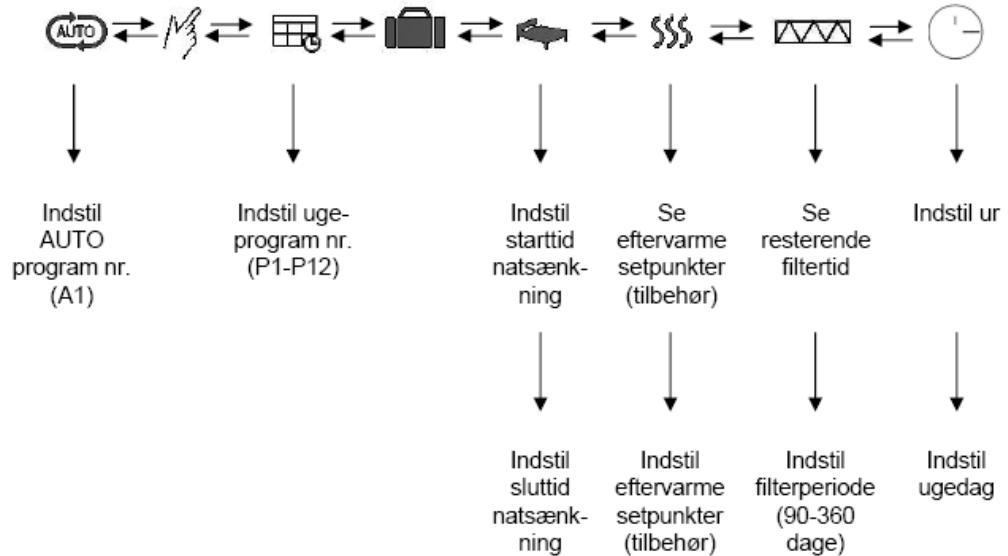 AUTO
Indstil
AUTO
program nr.
(A1)
Indstil uge-
program nr.
(P1-P12)
Indstil
starttid
natsænk-
ning
Se
eftervarme
setpunkter
(tilbehør)
Se
resterende
filtertid
Indstil ur
Indstil
sluttid
natsænk-
ning
Indstil
eftervarme
setpunkter
(tilbehør)
Indstil
filterperiode
(90-360
dage)
Indstil
ugedag